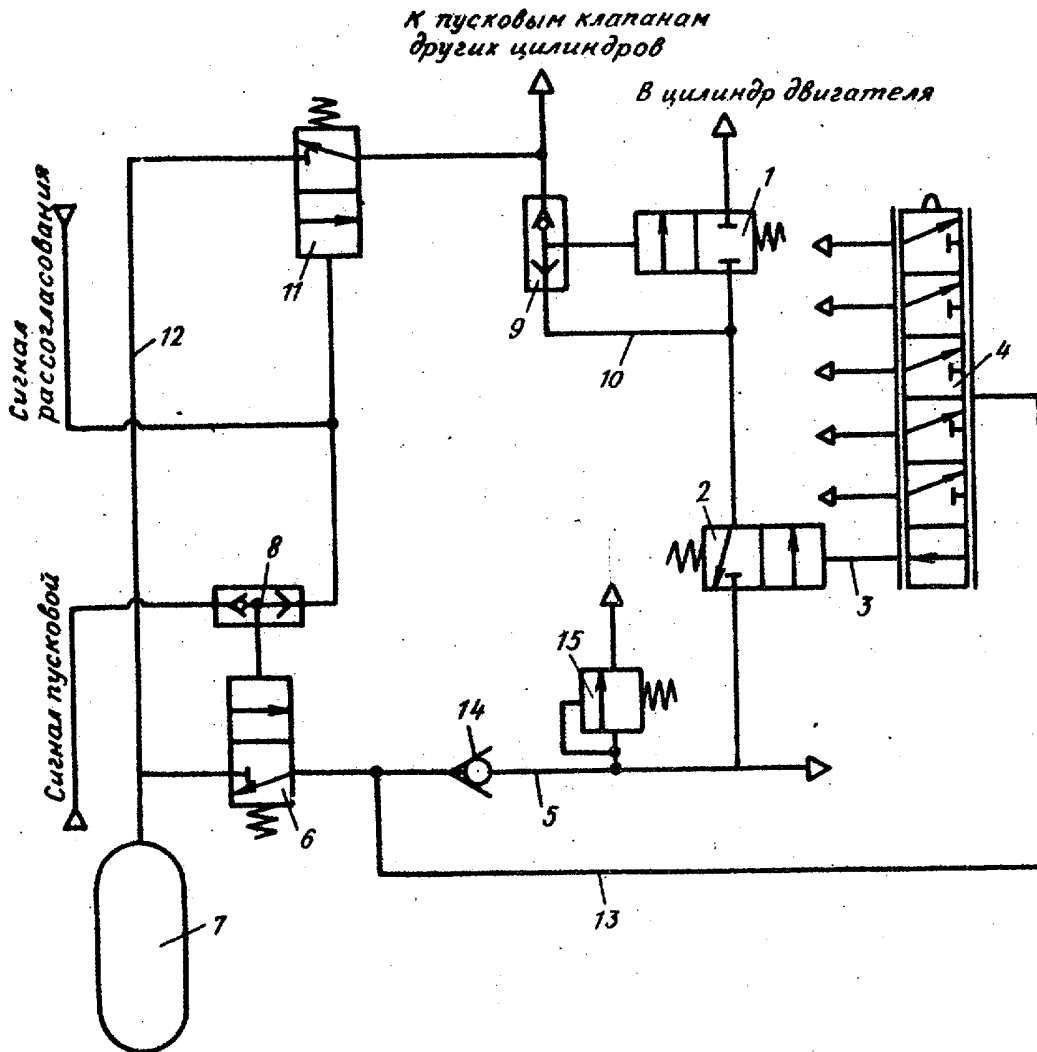 К пусковым клапанам
других цилиндров
В цилиндр двигателя
1
Сигнал
рассогласования
11
9
12
10
4
2
8
3
Сигнал пусковой
15
14
6
5
7
13